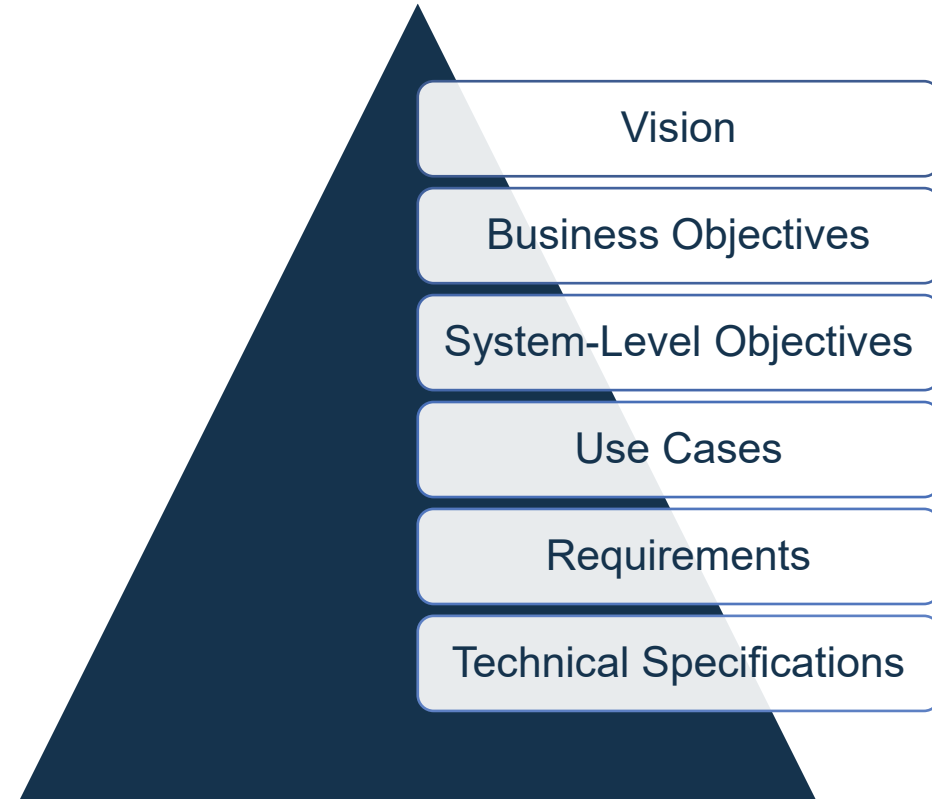 Vision
Business Objectives
System-Level Objectives
Use Cases
Requirements
Technical Specifications